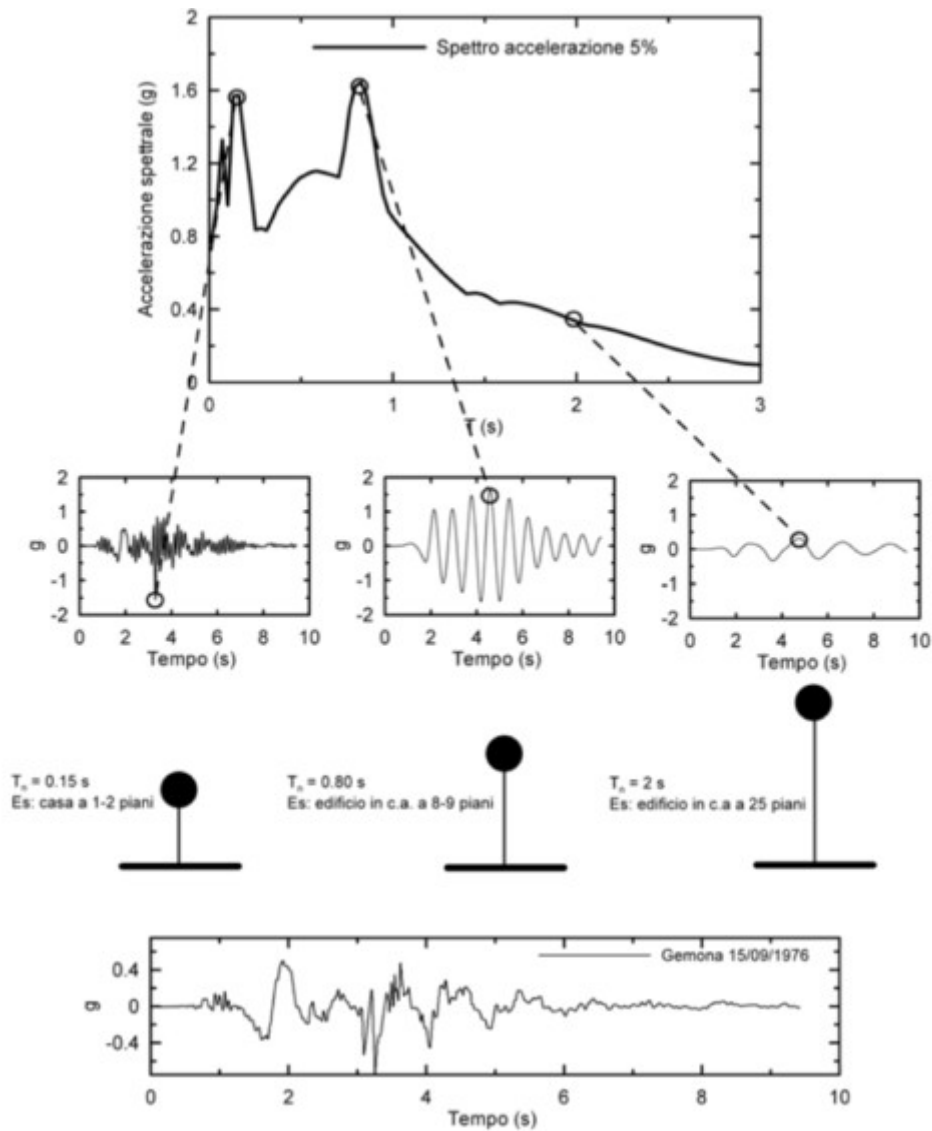 2
1.6
1.2
0.8
0.4
0
Accelerazione spettrale (g)
Spettro accelerazione 5%
0 1 2 3
T (s)
2
1
0
-1
-2
g
0 2 4 6 8 10
Tempo (s)
2
1
0
-1
-2
g
0 2 4 6 8 10
Tempo (s)
2
1
0
-1
-2
g
0 2 4 6 8 10
Tempo (s)
Tn = 0.15 s
Es: casa a 1-2 piani
Tn = 0.80 s
Es: edificio in c.a. a 8-9 piani
Tn = 2 s
Es: edificio in c.a a 25 piani
Gemona 15/09/1976
0.4
0
-0.4
g
0 2 4 6 8 10
Tempo (s)